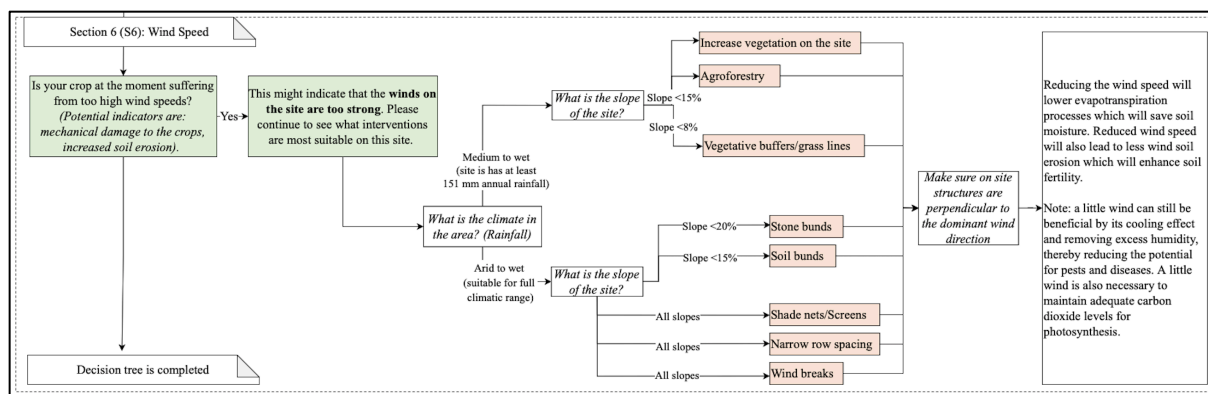 Section 6 (S6): Wind Speed
Is your crop at the moment suffering
from too high wind speeds?
(Potential indicators are:
mechanical damage to the crops,
increased soil erosion).
Yes
This might indicate that the winds
on the site are too strong. Please
continue to see what interventions
are most suitable on this site.
Medium to wet
(site is has at least
151 mm annual rainfall)
What is the climate in
the area? (Rainfall)
Arid to wet
(suitable for full
climatic range)
What is the slope
of the site?
Slope <15%
Slope <8%
Increase vegetation on the site
Agroforestry
Vegetative buffers/grass lines
What is the slope
of the site?
Slope <20%
Stone bunds
Slope <15%
Soil bunds
All slopes
Shade nets/Screens
All slopes
Narrow row spacing
All slopes
Wind breaks
Make sure on site
structures are
perpendicular to
the dominant wind
direction
Reducing the wind speed will
lower evapotranspiration
processes which will save soil
moisture. Reduced wind speed
will also lead to less wind soil
erosion which will enhance soil
fertility.
Note: a little wind can still be
beneficial by its cooling effect
and removing excess humidity,
thereby reducing the potential
for pests and diseases. A little
wind is also necessary to
maintain adequate carbon
dioxide levels for
photosynthesis.
Decision tree is completed